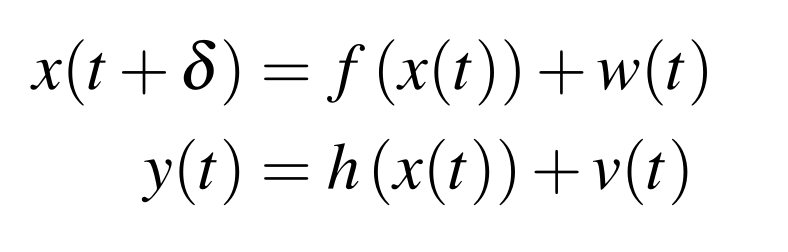 x(t + δ) = f(x(t)) + w(t)
y(t) = h(x(t)) + v(t)